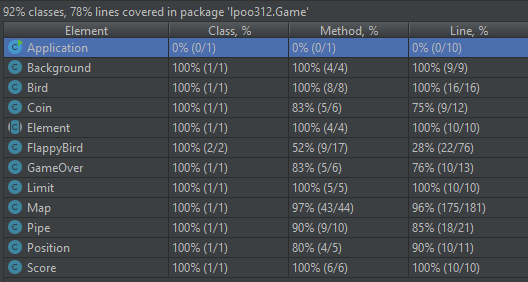 92% classes, 78% lines covered in package 'lpoo312.Game'
Element Class, % Method, % Line, %
Application 0% (0/1) 0% (0/1) 0% (0/10)
Background 100% (1/1) 100% (4/4) 100% (9/9)
Bird 100% (1/1) 100% (8/8) 100% (16/16)
Coin 100% (1/1) 83% (5/6) 75% (9/12)
Element 100% (1/1) 100% (4/4) 100% (10/10)
FlappyBird 100% (2/2) 52% (9/17) 28% (22/76)
GameOver 100% (1/1) 83% (5/6) 76% (10/13)
Limit 100% (1/1) 100% (5/5) 100% (10/10)
Map 100% (1/1) 97% (43/44) 96% (175/181)
Pipe 100% (1/1) 90% (9/10) 85% (18/21)
Position 100% (1/1) 80% (4/5) 90% (10/11)
Score 100% (1/1) 100% (6/6) 100% (10/10)